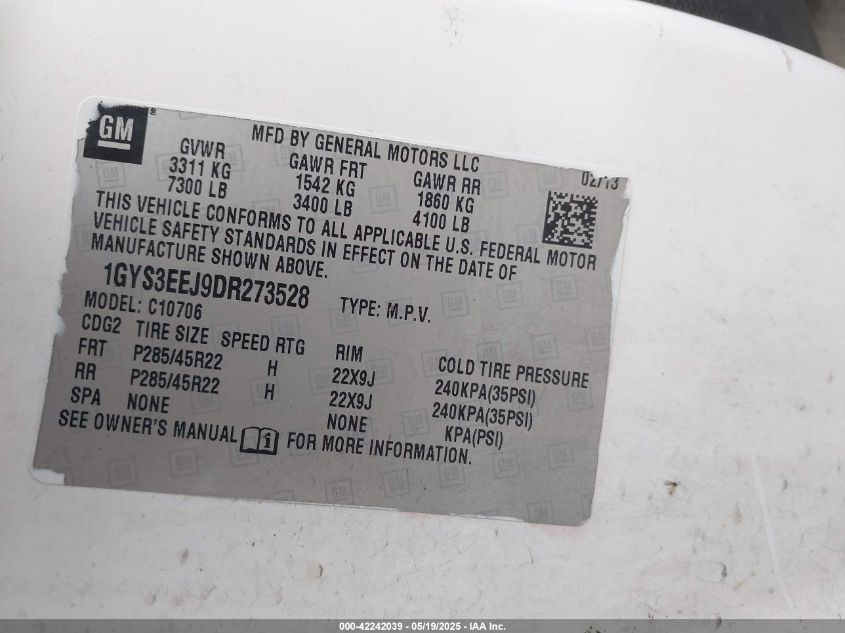 GM
MFD BY GENERAL MOTORS LLC
02/13
GVWR GAWR FRT GAWR RR
3311 KG 1542 KG 1860 KG
7300 LB 3400 LB 4100 LB
THIS VEHICLE CONFORMS TO ALL APPLICABLE U.S. FEDERAL MOTOR
VEHICLE SAFETY STANDARDS IN EFFECT ON THE DATE OF
MANUFACTURE SHOWN ABOVE.
1GYS3EEJ9DR273528 TYPE: M.P.V.
MODEL: C10706
CDG2 TIRE SIZE SPEED RTG RIM COLD TIRE PRESSURE
FRT P285/45R22 H 22X9J 240KPA(35PSI)
RR P285/45R22 H 22X9J 240KPA(35PSI)
SPA NONE NONE KPA(PSI)
SEE OWNER'S MANUAL FOR MORE INFORMATION.
000-42242039 - 05/19/2025 - IAA Inc.